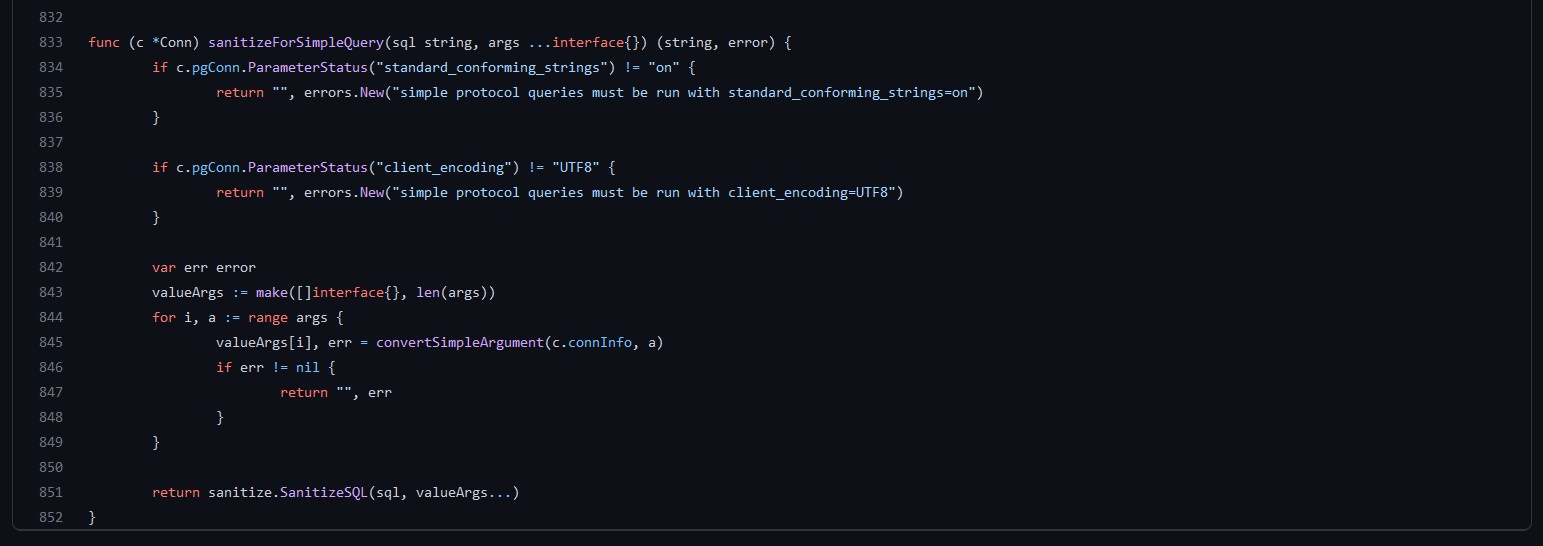 832
833 func (c *Conn) sanitizeForSimpleQuery(sql string, args ...interface{}) (string, error) {
834 if c.pgConn.ParameterStatus("standard_conforming_strings") != "on" {
835 return "", errors.New("simple protocol queries must be run with standard_conforming_strings=on")
836 }
837
838 if c.pgConn.ParameterStatus("client_encoding") != "UTF8" {
839 return "", errors.New("simple protocol queries must be run with client_encoding=UTF8")
840 }
841
842 var err error
843 valueArgs := make([]interface{}, len(args))
844 for i, a := range args {
845 valueArgs[i], err = convertSimpleArgument(c.connInfo, a)
846 if err != nil {
847 return "", err
848 }
849 }
850
851 return sanitize.SanitizeSQL(sql, valueArgs...)
852 }